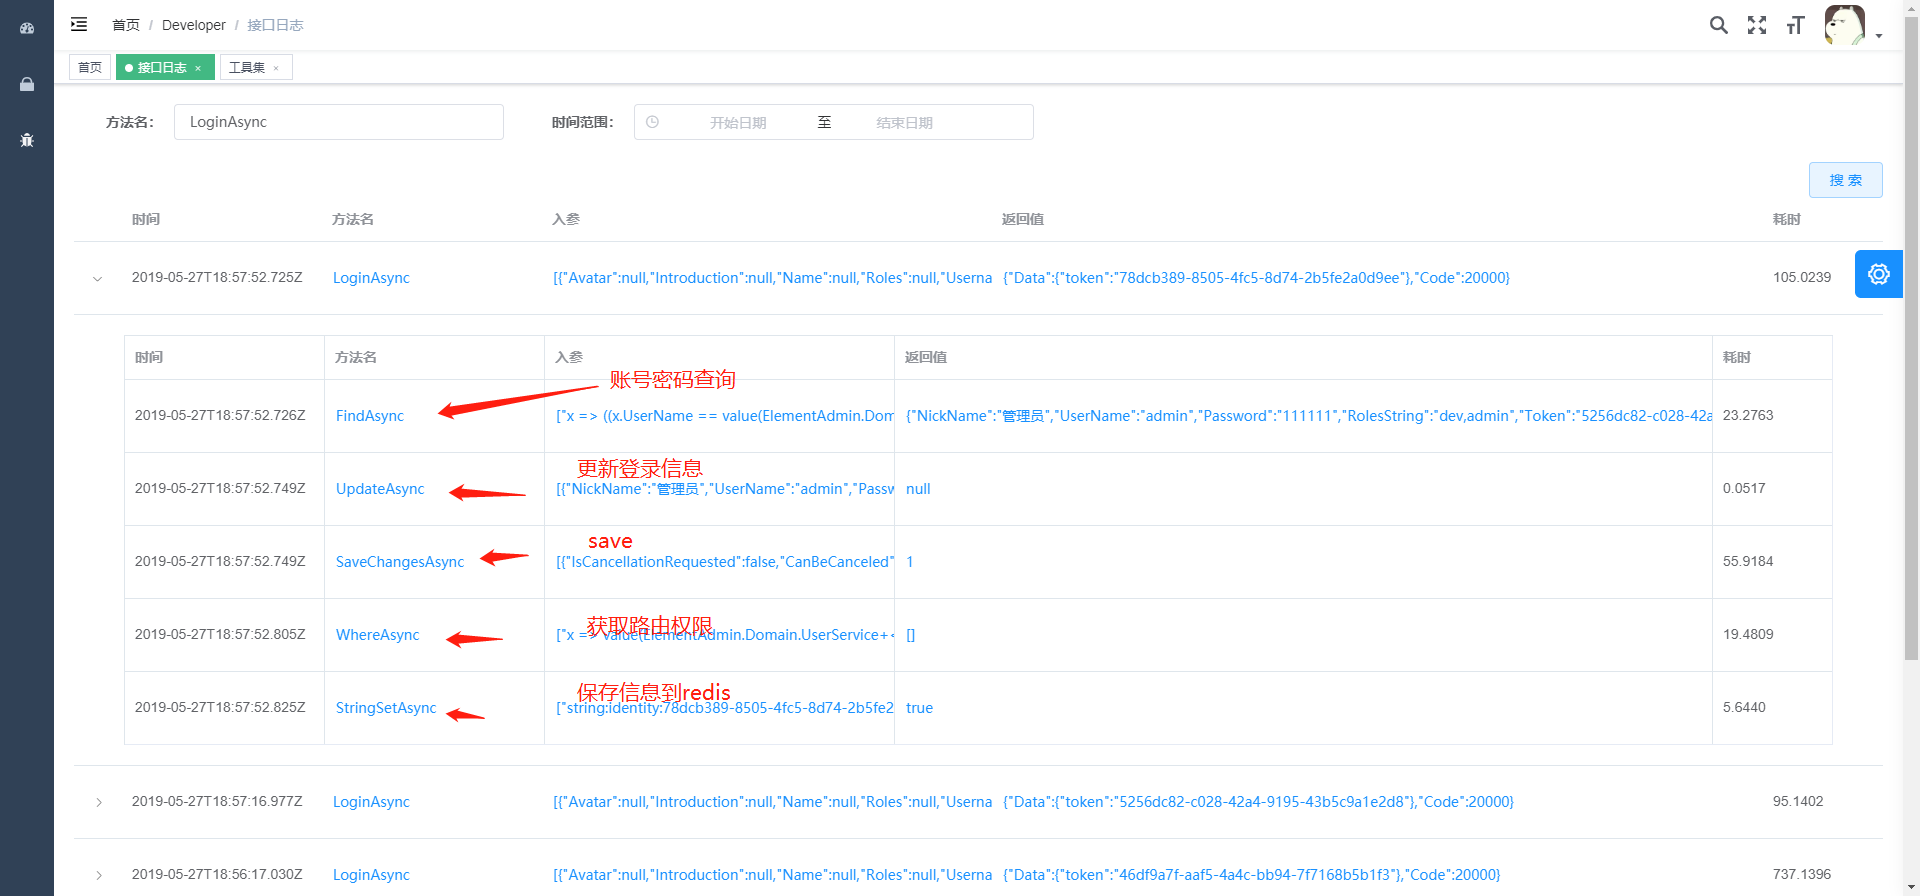 首页 / Developer / 接口日志
首页 接口日志 × 工具集 ×
方法名: LoginAsync 时间范围: 开始日期 至 结束日期
搜 索
时间 方法名 入参 返回值 耗时
2019-05-27T18:57:52.725Z LoginAsync [{"Avatar":null,"Introduction":null,"Name":null,"Roles":null,"Userna {"Data":{"token":"78dcb389-8505-4fc5-8d74-2b5fe2a0d9ee"},"Code":20000} 105.0239
时间 方法名 入参 返回值 耗时
账号密码查询
2019-05-27T18:57:52.726Z FindAsync ["x => ((x.UserName == value(ElementAdmin.Dom {"NickName":"管理员","UserName":"admin","Password":"111111","RolesString":"dev,admin","Token":"5256dc82-c028-42a 23.2763
更新登录信息
2019-05-27T18:57:52.749Z UpdateAsync [{"NickName":"管理员","UserName":"admin","Passw null 0.0517
save
2019-05-27T18:57:52.749Z SaveChangesAsync [{"IsCancellationRequested":false,"CanBeCanceled" 1 55.9184
获取路由权限
2019-05-27T18:57:52.805Z WhereAsync ["x => value(ElementAdmin.Domain.UserService+< [] 19.4809
保存信息到redis
2019-05-27T18:57:52.825Z StringSetAsync ["string:identity:78dcb389-8505-4fc5-8d74-2b5fe2 true 5.6440
2019-05-27T18:57:16.977Z LoginAsync [{"Avatar":null,"Introduction":null,"Name":null,"Roles":null,"Userna {"Data":{"token":"5256dc82-c028-42a4-9195-43b5c9a1e2d8"},"Code":20000} 95.1402
2019-05-27T18:56:17.030Z LoginAsync [{"Avatar":null,"Introduction":null,"Name":null,"Roles":null,"Userna {"Data":{"token":"46df9a7f-aaf5-4a4c-bb94-7f7168b5b1f3"},"Code":20000} 737.1396